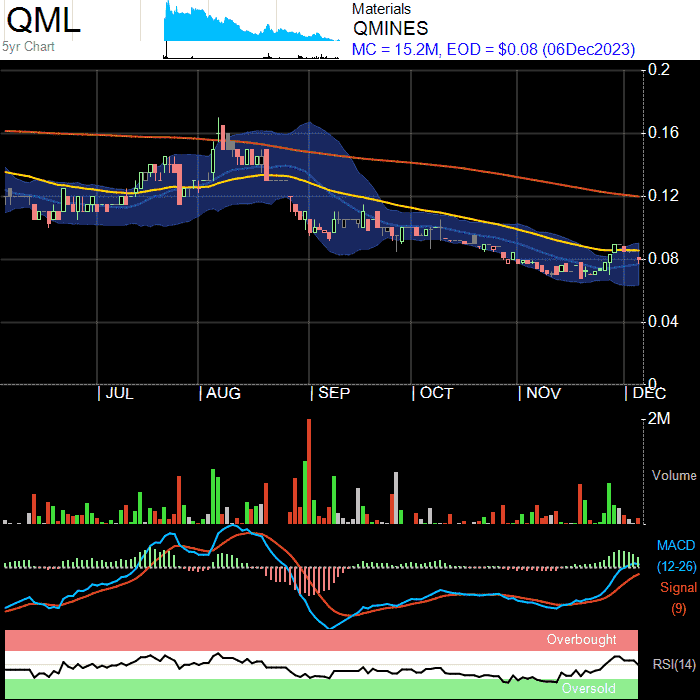 QML
5yr Chart
Materials
QMINES
MC = 15.2M, EOD = $0.08 (06Dec2023)
0.2
0.16
0.12
0.08
0.04
0
JUL
AUG
SEP
OCT
NOV
DEC
2M
Volume
MACD
(12-26)
Signal
(9)
Overbought
RSI(14)
Oversold